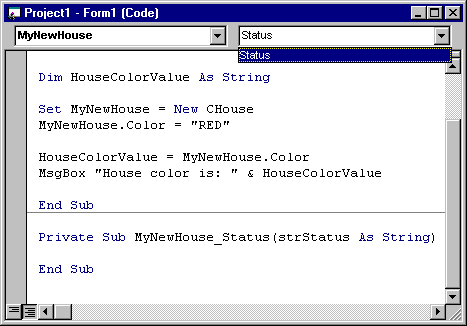 Project1 - Form1 (Code)
MyNewHouse Status
Status
Dim HouseColorValue As String
Set MyNewHouse = New CHouse
MyNewHouse.Color = "RED"
HouseColorValue = MyNewHouse.Color
MsgBox "House color is: " & HouseColorValue
End Sub
Private Sub MyNewHouse_Status(strStatus As String)
End Sub